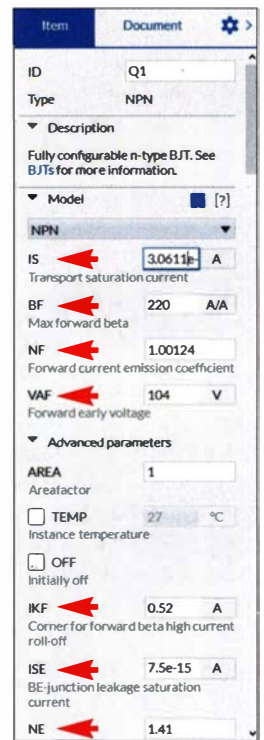 Item Document >
ID Q1
Type NPN
Description
Fully configurable n-type BJT. See
BJTs for more information.
Model [?]
NPN
IS 3.0611e- A
Transport saturation current
BF 220 A/A
Max forward beta
NF 1.00124
Forward current emission coefficient
VAF 104 V
Forward early voltage
Advanced parameters
AREA 1
Areafactor
TEMP 27 °C
Instance temperature
OFF
Initially off
IKF 0.52 A
Corner for forward beta high current
roll-off
ISE 7.5e-15 A
BE-junction leakage saturation
current
NE 1.41